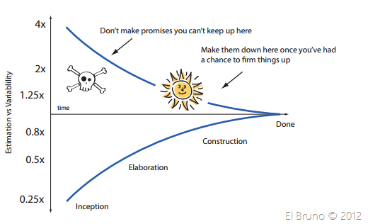 4x
Don't make promises you can't keep up here
Make them down here once you've had
a chance to firm things up
2x
1.25x
time
Done
0.8x
Construction
0.5x
Elaboration
0.25x
Inception
Estimation vs Variability
El Bruno © 2012